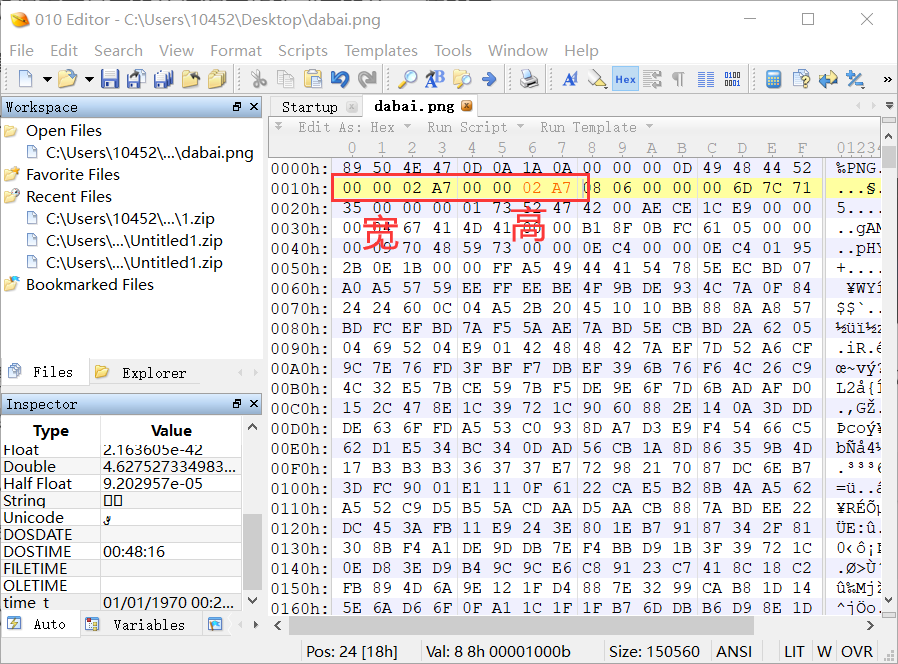 010 Editor - C:\Users\10452\Desktop\dabai.png
File Edit Search View Format Scripts Templates Tools Window Help
Workspace
Open Files
C:\Users\10452\...\dabai.png
Favorite Files
Recent Files
C:\Users\10452\...\1.zip
C:\Users\...\Untitled1.zip
C:\Users\...\Untitled1.zip
Bookmarked Files
Files Explorer
Inspector
Type Value
Float 2.163605e-42
Double 4.627527334983...
Half Float 9.202957e-05
String
Unicode
DOSDATE
DOSTIME 00:48:16
FILETIME
OLETIME
time_t 01/01/1970 00:2...
Auto Variables
Startup dabai.png
Edit As: Hex Run Script Run Template
0 1 2 3 4 5 6 7 8 9 A B C D E F 01234
0000h: 89 50 4E 47 0D 0A 1A 0A 00 00 00 0D 49 48 44 52 ‰PNG.
0010h: 00 00 02 A7 00 00 02 A7 08 06 00 00 00 6D 7C 71 ...§.
0020h: 35 00 00 00 01 73 52 47 42 00 AE CE 1C E9 00 00 5....
宽 高
0030h: 00 04 67 41 4D 41 00 00 B1 8F 0B FC 61 05 00 00 ..gAM
0040h: 00 09 70 48 59 73 00 00 0E C4 00 00 0E C4 01 95 ..pHY
0050h: 2B 0E 1B 00 00 FF A5 49 44 41 54 78 5E EC BD 07 +....
0060h: A0 A5 57 59 EE FF EE BE 4F 9B DE 93 4C 7A 0F 84 ¥WYî
0070h: 24 24 60 0C 04 A5 2B 20 45 10 10 BB 88 8A A8 57 $$`..
0080h: BD FC EF BD 7A F5 5A AE 7A BD 5E CB BD 2A 62 05 ½üï½z
0090h: 04 69 52 04 E9 01 42 48 48 42 7A EF 7D 52 A6 CF .iR.é
00A0h: 9C 7E 76 FD 3F BF F7 DB EF 39 6B 76 F6 4C 26 C9 œ~vý?
00B0h: 4C 32 E5 7B CE 59 7B F5 DE 9E 6F 7D 6B AD AF D0 L2å{Î
00C0h: 15 2C 47 8E 1C 39 72 1C 90 60 88 2E 14 0A 3D DD .,GŽ.
00D0h: DE 63 6F FD A5 53 C0 93 8D A7 D3 E9 F4 54 66 C5 Þcoý¥
00E0h: 62 D1 E5 34 BC 34 0D AD 56 CB 1A 8D 86 35 9B 4D bÑå4¼
00F0h: 17 B3 B3 B3 36 37 37 E7 72 98 21 70 87 DC 6E B7 .³³³6
0100h: 3D FC 90 01 E1 11 0F 61 22 CA E5 B2 8B 4A A5 62 =ü..á
0110h: A5 52 C9 D5 B5 5A CD AA D5 AA CB 88 7A BD EE 22 ¥RÉÕµ
0120h: DC 45 3A FB 11 E9 24 3E 80 1E B7 91 87 34 2F 81 ÜE:û.
0130h: 30 8B F4 A1 DE 9D DB 7E F4 BB D9 1B 3F 39 72 1C 0‹ô¡Þ
0140h: 0E D8 3E D9 B4 9C 9C E6 C8 91 23 C7 41 8C 18 C2 .Ø>Ù´
0150h: FB 89 4D 6A 9E 12 1F D4 88 7E 32 99 CA B8 1D 14 û‰Mjž
0160h: 5E 6A D6 6F 0F A1 1C 1F 1F B7 6D DB B6 D9 8E 1D ^jÖo.
Pos: 24 [18h] Val: 8 8h 00001000b Size: 150560 ANSI LIT W OVR